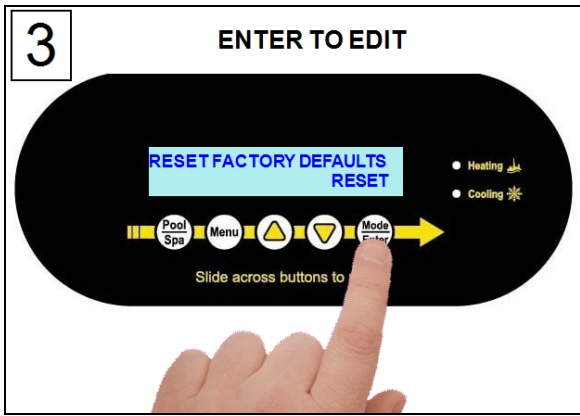 3
ENTER TO EDIT
RESET FACTORY DEFAULTS
RESET
Heating
Cooling
Pool
Spa
Menu
Mode
Enter
Slide across buttons to